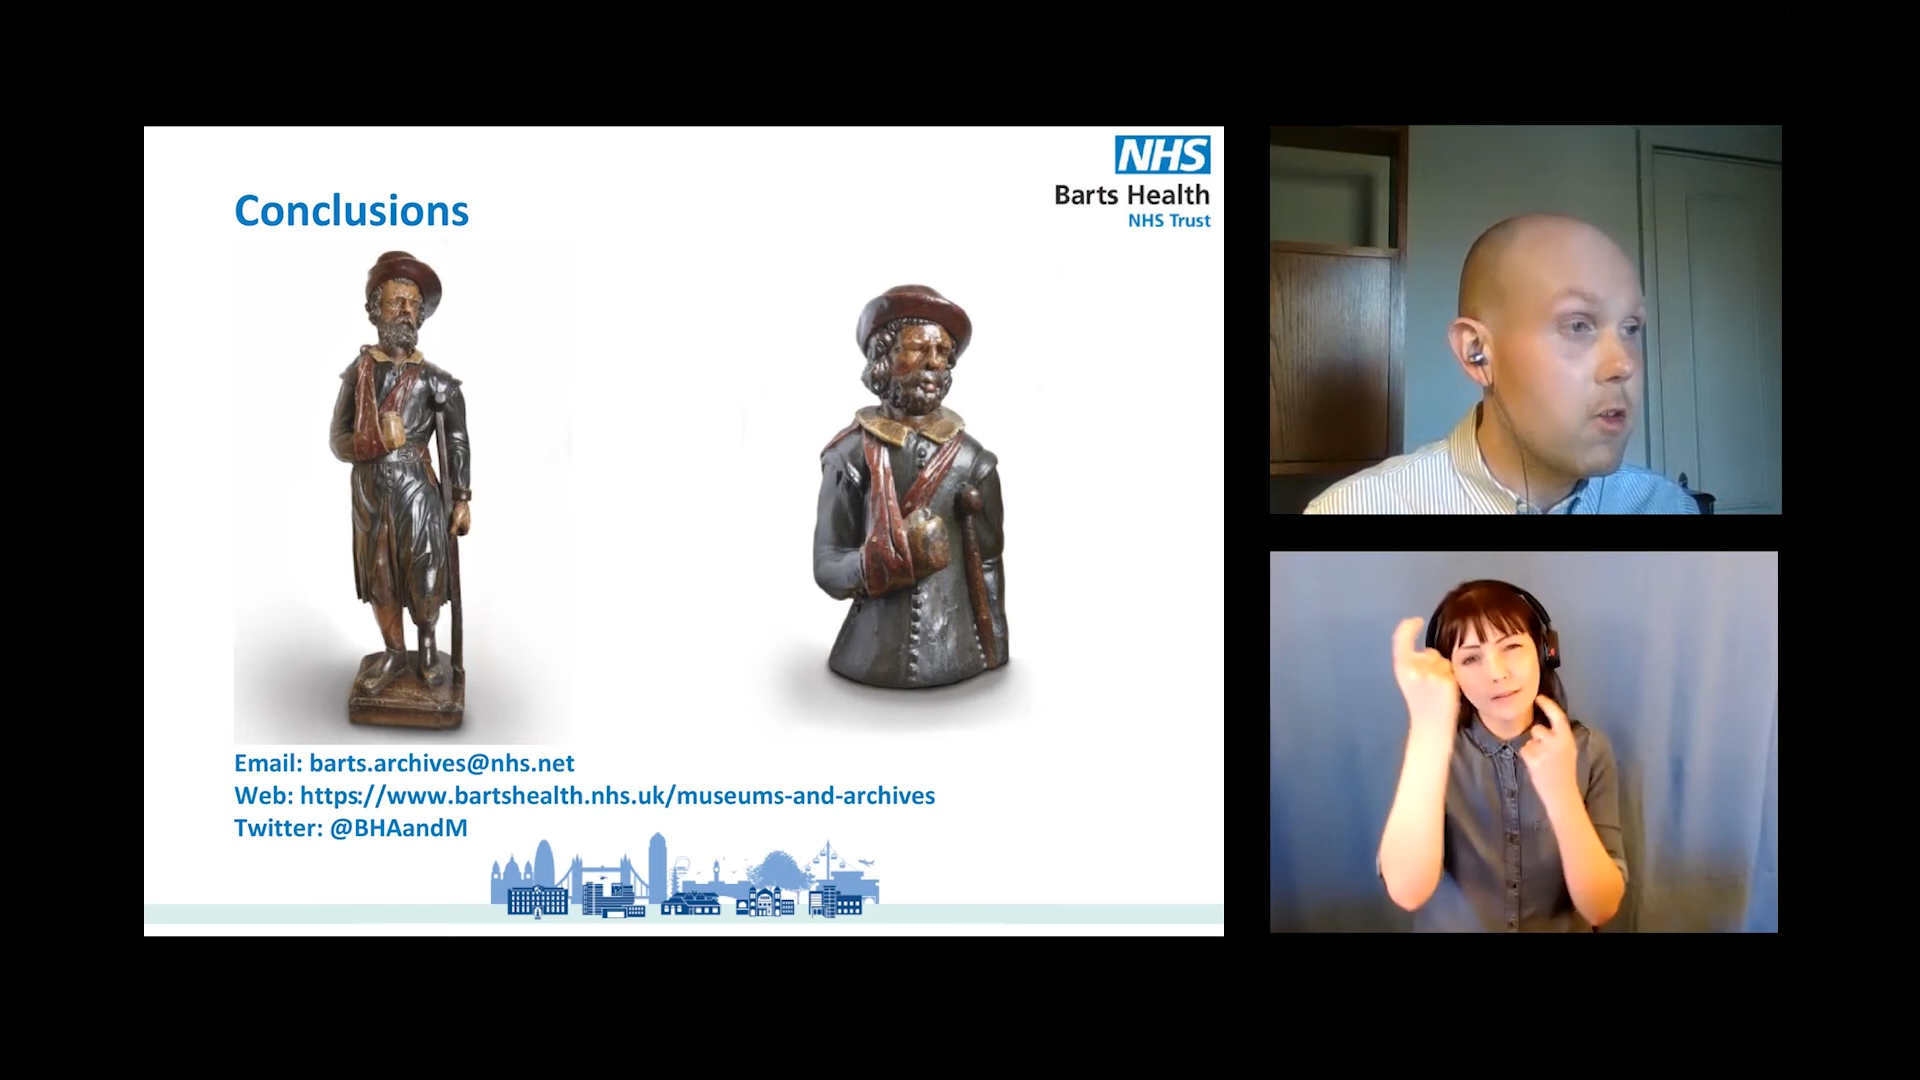 NHS
Barts Health
NHS Trust
Conclusions
Email: barts.archives@nhs.net
Web: https://www.bartshealth.nhs.uk/museums-and-archives
Twitter: @BHAandM